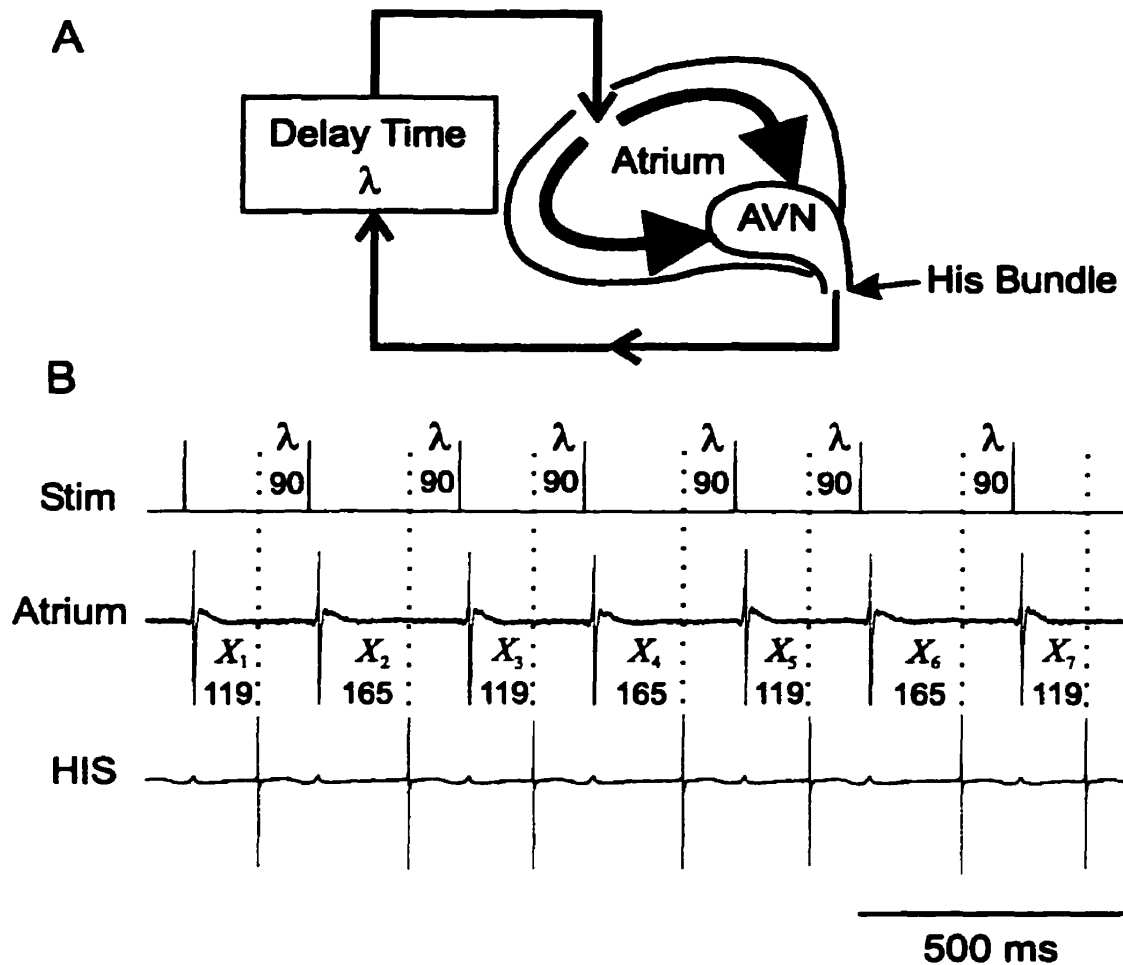 A
Delay Time
λ
Atrium
AVN
His Bundle
B
λ λ λ λ λ λ
Stim 90 90 90 90 90 90
Atrium
X₁ X₂ X₃ X₄ X₅ X₆ X₇
119 165 119 165 119 165 119
HIS
500 ms